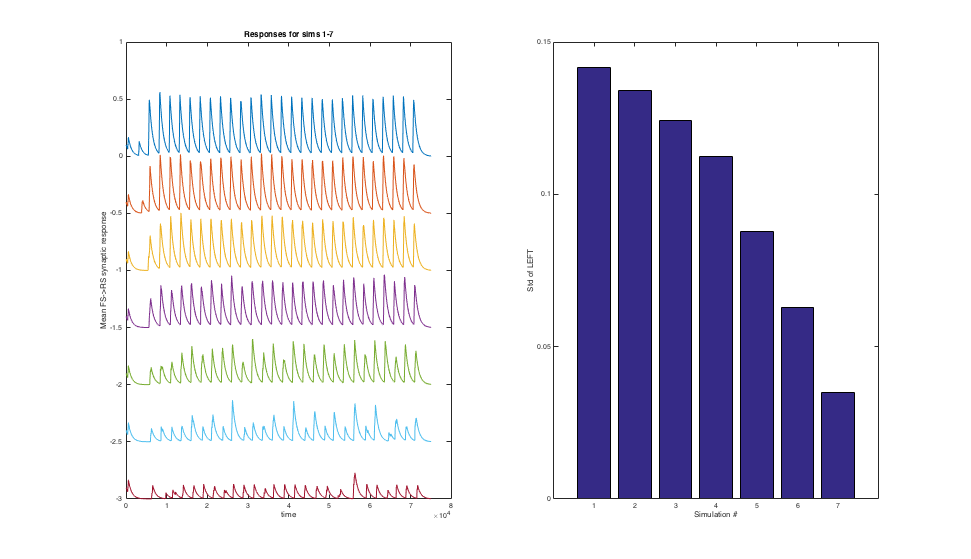 Responses for sims 1-7
Mean FS->RS synaptic response
1
0.5
0
-0.5
-1
-1.5
-2
-2.5
-3
0 1 2 3 4 5 6 7 8
×10⁴
time
Std of LEFT
0.15
0.1
0.05
0
1 2 3 4 5 6 7
Simulation #